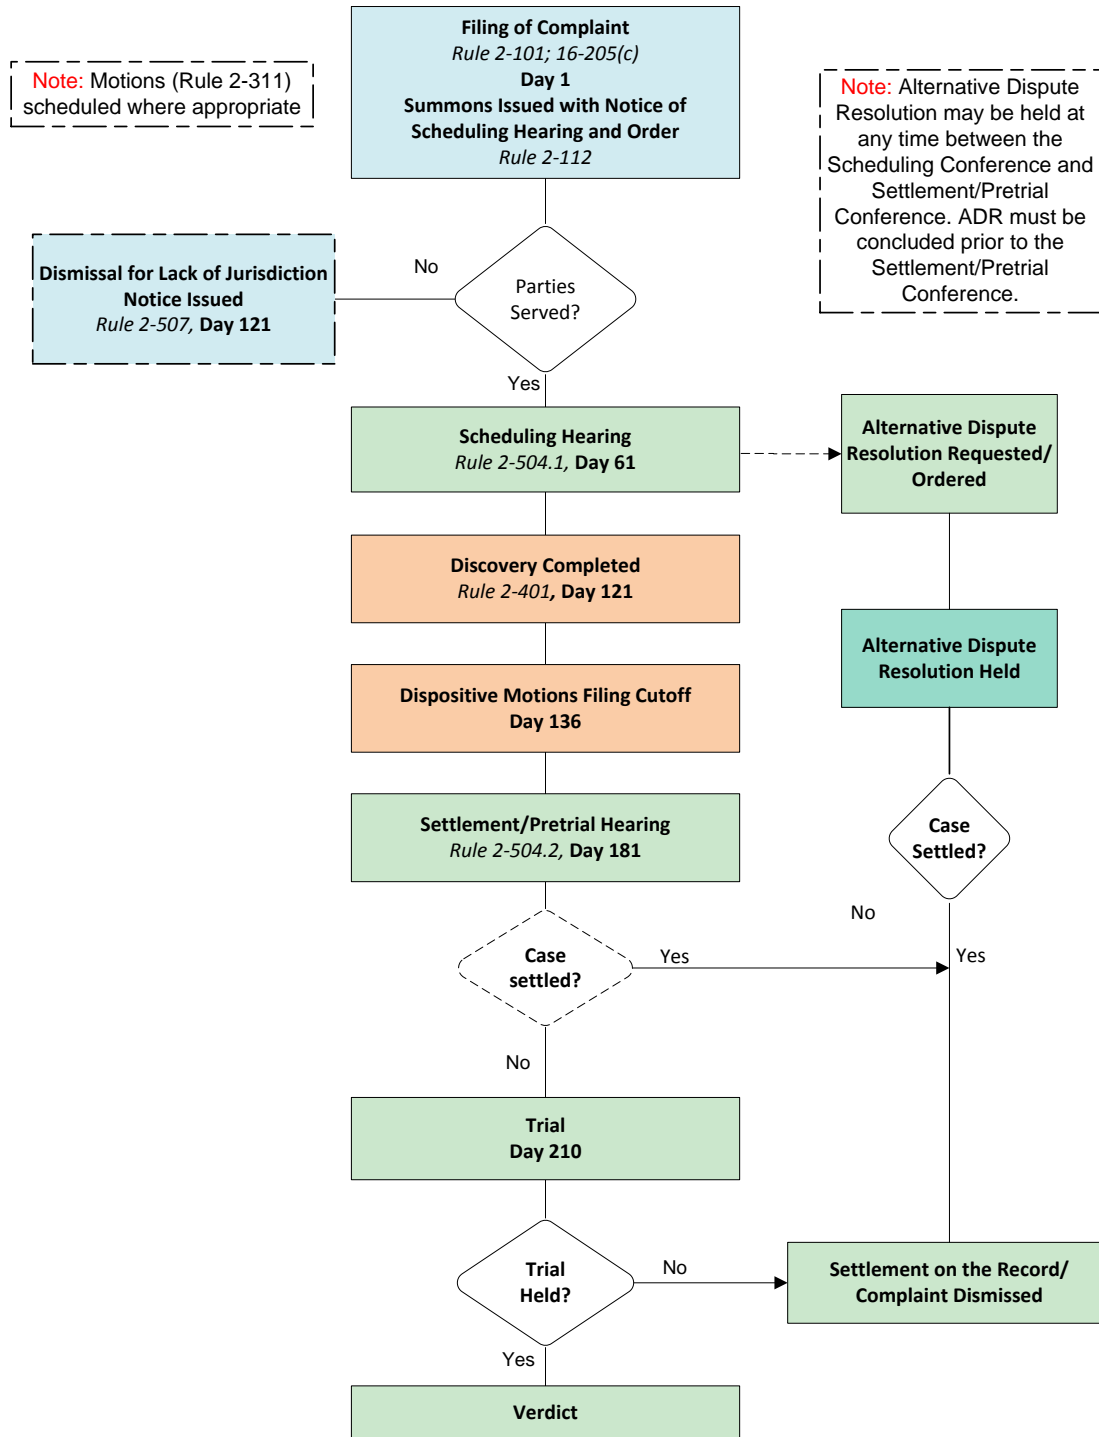 Filing of Complaint
Rule 2-101; 16-205(c)
Day 1
Summons Issued with Notice of
Scheduling Hearing and Order
Rule 2-112
Note: Motions (Rule 2-311)
scheduled where appropriate
Note: Alternative Dispute
Resolution may be held at
any time between the
Scheduling Conference and
Settlement/Pretrial
Conference. ADR must be
concluded prior to the
Settlement/Pretrial
Conference.
Dismissal for Lack of Jurisdiction
Notice Issued
Rule 2-507, Day 121
No
Parties
Served?
Yes
Scheduling Hearing
Rule 2-504.1, Day 61
Alternative Dispute
Resolution Requested/
Ordered
Discovery Completed
Rule 2-401, Day 121
Alternative Dispute
Resolution Held
Dispositive Motions Filing Cutoff
Day 136
Settlement/Pretrial Hearing
Rule 2-504.2, Day 181
Case
Settled?
No
Yes
Case
settled?
Yes
No
Trial
Day 210
Trial
Held?
No
Settlement on the Record/
Complaint Dismissed
Yes
Verdict